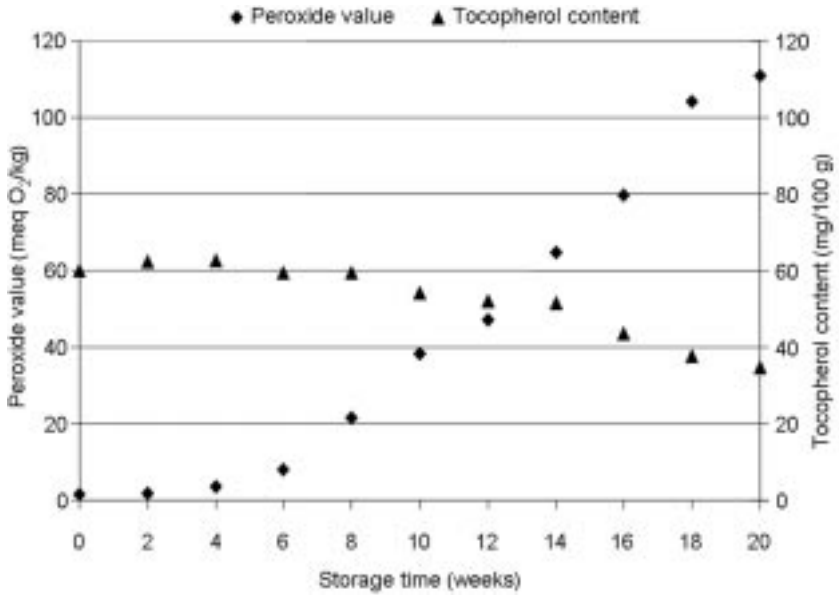 Peroxide value Tocopherol content
120 120
100 100
80 80
60 60
40 40
20 20
0 0
0 2 4 6 8 10 12 14 16 18 20
Storage time (weeks)
Peroxide value (meq O₂/kg)
Tocopherol content (mg/100 g)